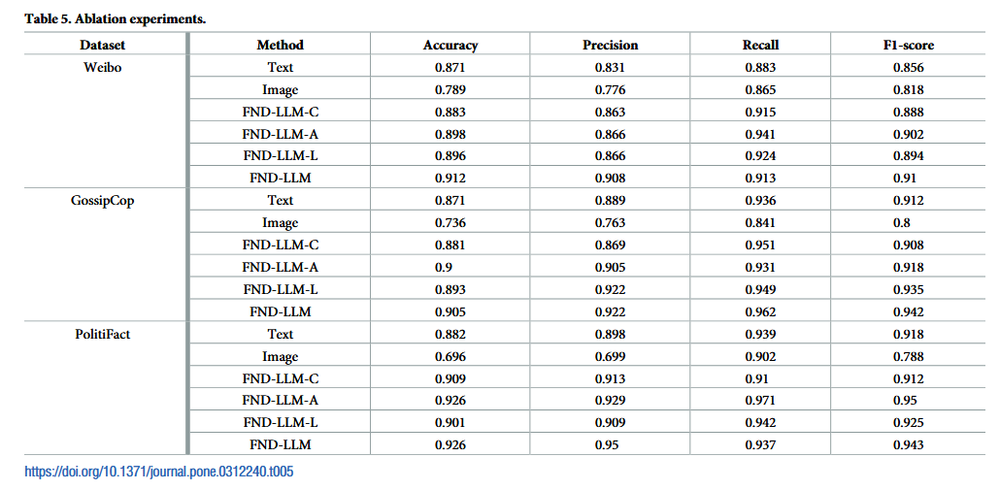 Table 5. Ablation experiments.
Dataset Method Accuracy Precision Recall F1-score
Weibo Text 0.871 0.831 0.883 0.856
Image 0.789 0.776 0.865 0.818
FND-LLM-C 0.883 0.863 0.915 0.888
FND-LLM-A 0.898 0.866 0.941 0.902
FND-LLM-L 0.896 0.866 0.924 0.894
FND-LLM 0.912 0.908 0.913 0.91
GossipCop Text 0.871 0.889 0.936 0.912
Image 0.736 0.763 0.841 0.8
FND-LLM-C 0.881 0.869 0.951 0.908
FND-LLM-A 0.9 0.905 0.931 0.918
FND-LLM-L 0.893 0.922 0.949 0.935
FND-LLM 0.905 0.922 0.962 0.942
PolitiFact Text 0.882 0.898 0.939 0.918
Image 0.696 0.699 0.902 0.788
FND-LLM-C 0.909 0.913 0.91 0.912
FND-LLM-A 0.926 0.929 0.971 0.95
FND-LLM-L 0.901 0.909 0.942 0.925
FND-LLM 0.926 0.95 0.937 0.943
https://doi.org/10.1371/journal.pone.0312240.t005